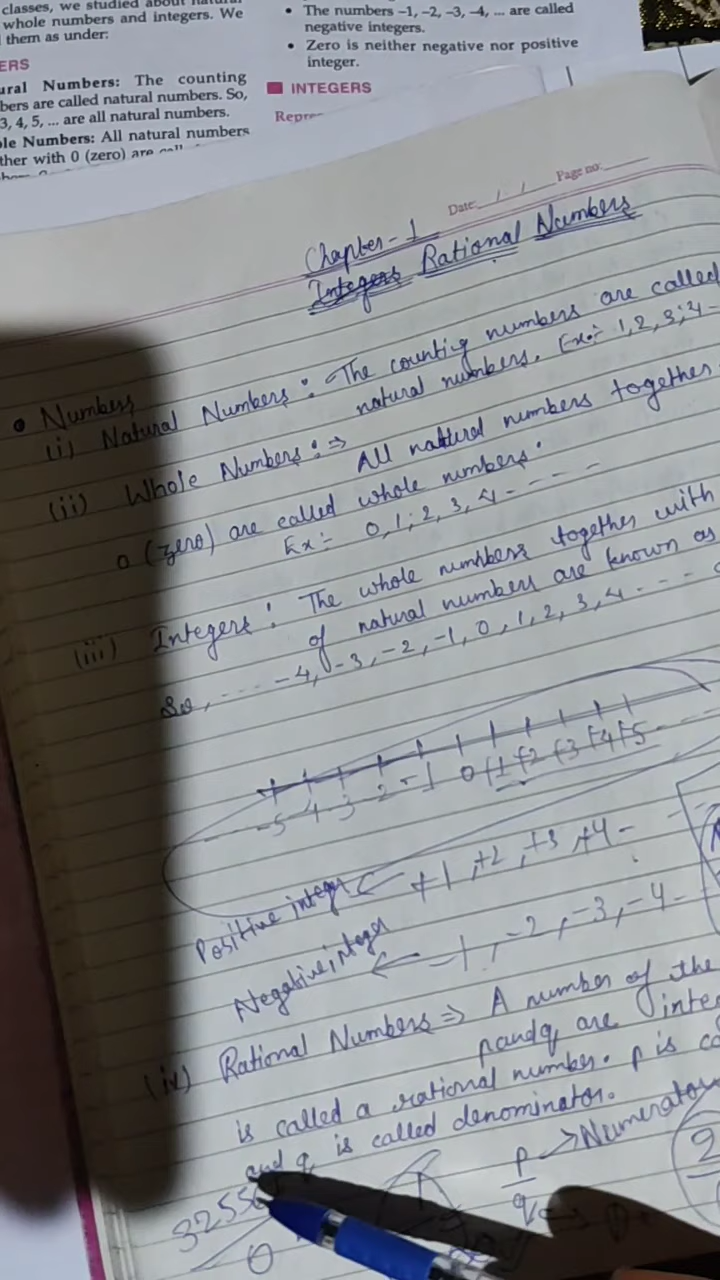 classes, we studied about
whole numbers and integers. We
them as under:
ERS
ural Numbers: The counting
bers are called natural numbers. So,
3, 4, 5, ... are all natural numbers.
le Numbers: All natural numbers
ther with 0 (zero) are
• The numbers –1, –2, –3, –4, ... are called
negative integers.
• Zero is neither negative nor positive
integer.
INTEGERS
Date: / / Page no:
Chapter - 1
Integers Rational Numbers
Numbers
(i) Natural Numbers : The counting numbers are called
natural numbers. Ex:- 1, 2, 3, 4 -
(ii) Whole Numbers : ⇒
All natural numbers together
0 (zero) are called whole numbers.
Ex:- 0, 1, 2, 3, 4 - - - -
(iii) Integers : The whole numbers together with
of natural numbers are known as
So, ---- -4, -3, -2, -1, 0, 1, 2, 3, 4 - - -
-5 -4 -3 -2 -1 0 +1 +2 +3 +4 +5
Positive integer ← +1, +2, +3, +4 -
Negative integer ← -1, -2, -3, -4 -
(iv) Rational Numbers ⇒ A number of the
p and q are inte
is called a rational number. p is ca
and q is called denominator.
p/q → Numerator
3255
0
2